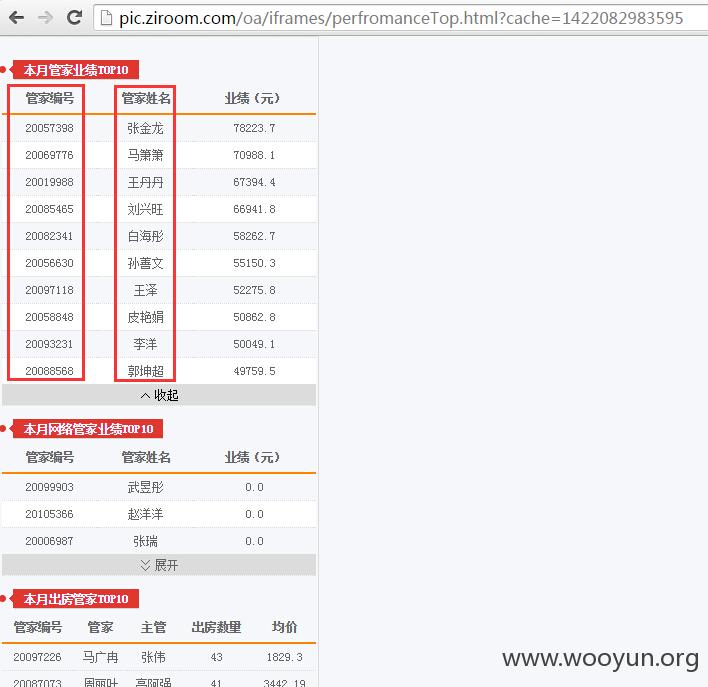 pic.ziroom.com/oa/iframes/perfromanceTop.html?cache=1422082983595
本月管家业绩TOP10
管家编号 管家姓名 业绩（元）
20057398 张金龙 78223.7
20069776 马箫箫 70988.1
20019988 王丹丹 67394.4
20085465 刘兴旺 66941.8
20082341 白海彤 58262.7
20056630 孙善文 55150.3
20097118 王泽 52275.8
20058848 皮艳娟 50862.8
20093231 李洋 50049.1
20088568 郭坤超 49759.5
收起
本月网络管家业绩TOP10
管家编号 管家姓名 业绩（元）
20099903 武昱彤 0.0
20105366 赵洋洋 0.0
20006987 张瑞 0.0
展开
本月出房管家TOP10
管家编号 管家 主管 出房数量 均价
20097226 马广冉 张伟 43 1829.3
20087073 周丽叶 高阿强 41 3442.19
www.wooyun.org